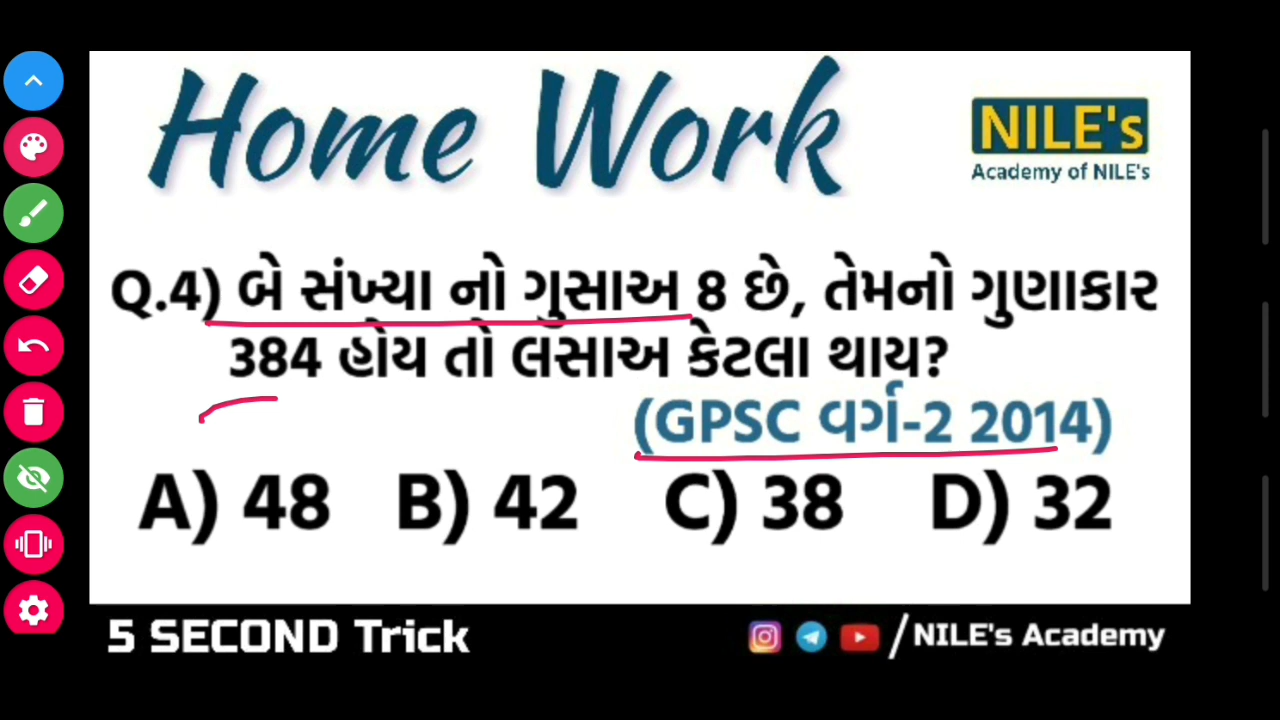 Home Work
NILE's
Academy of NILE's
Q.4) બે સંખ્યા નો ગુસાઅ 8 છે, તેમનો ગુણાકાર
384 હોય તો લસાઅ કેટલા થાય?
(GPSC વર્ગ-2 2014)
A) 48 B) 42 C) 38 D) 32
5 SECOND Trick
/NILE's Academy